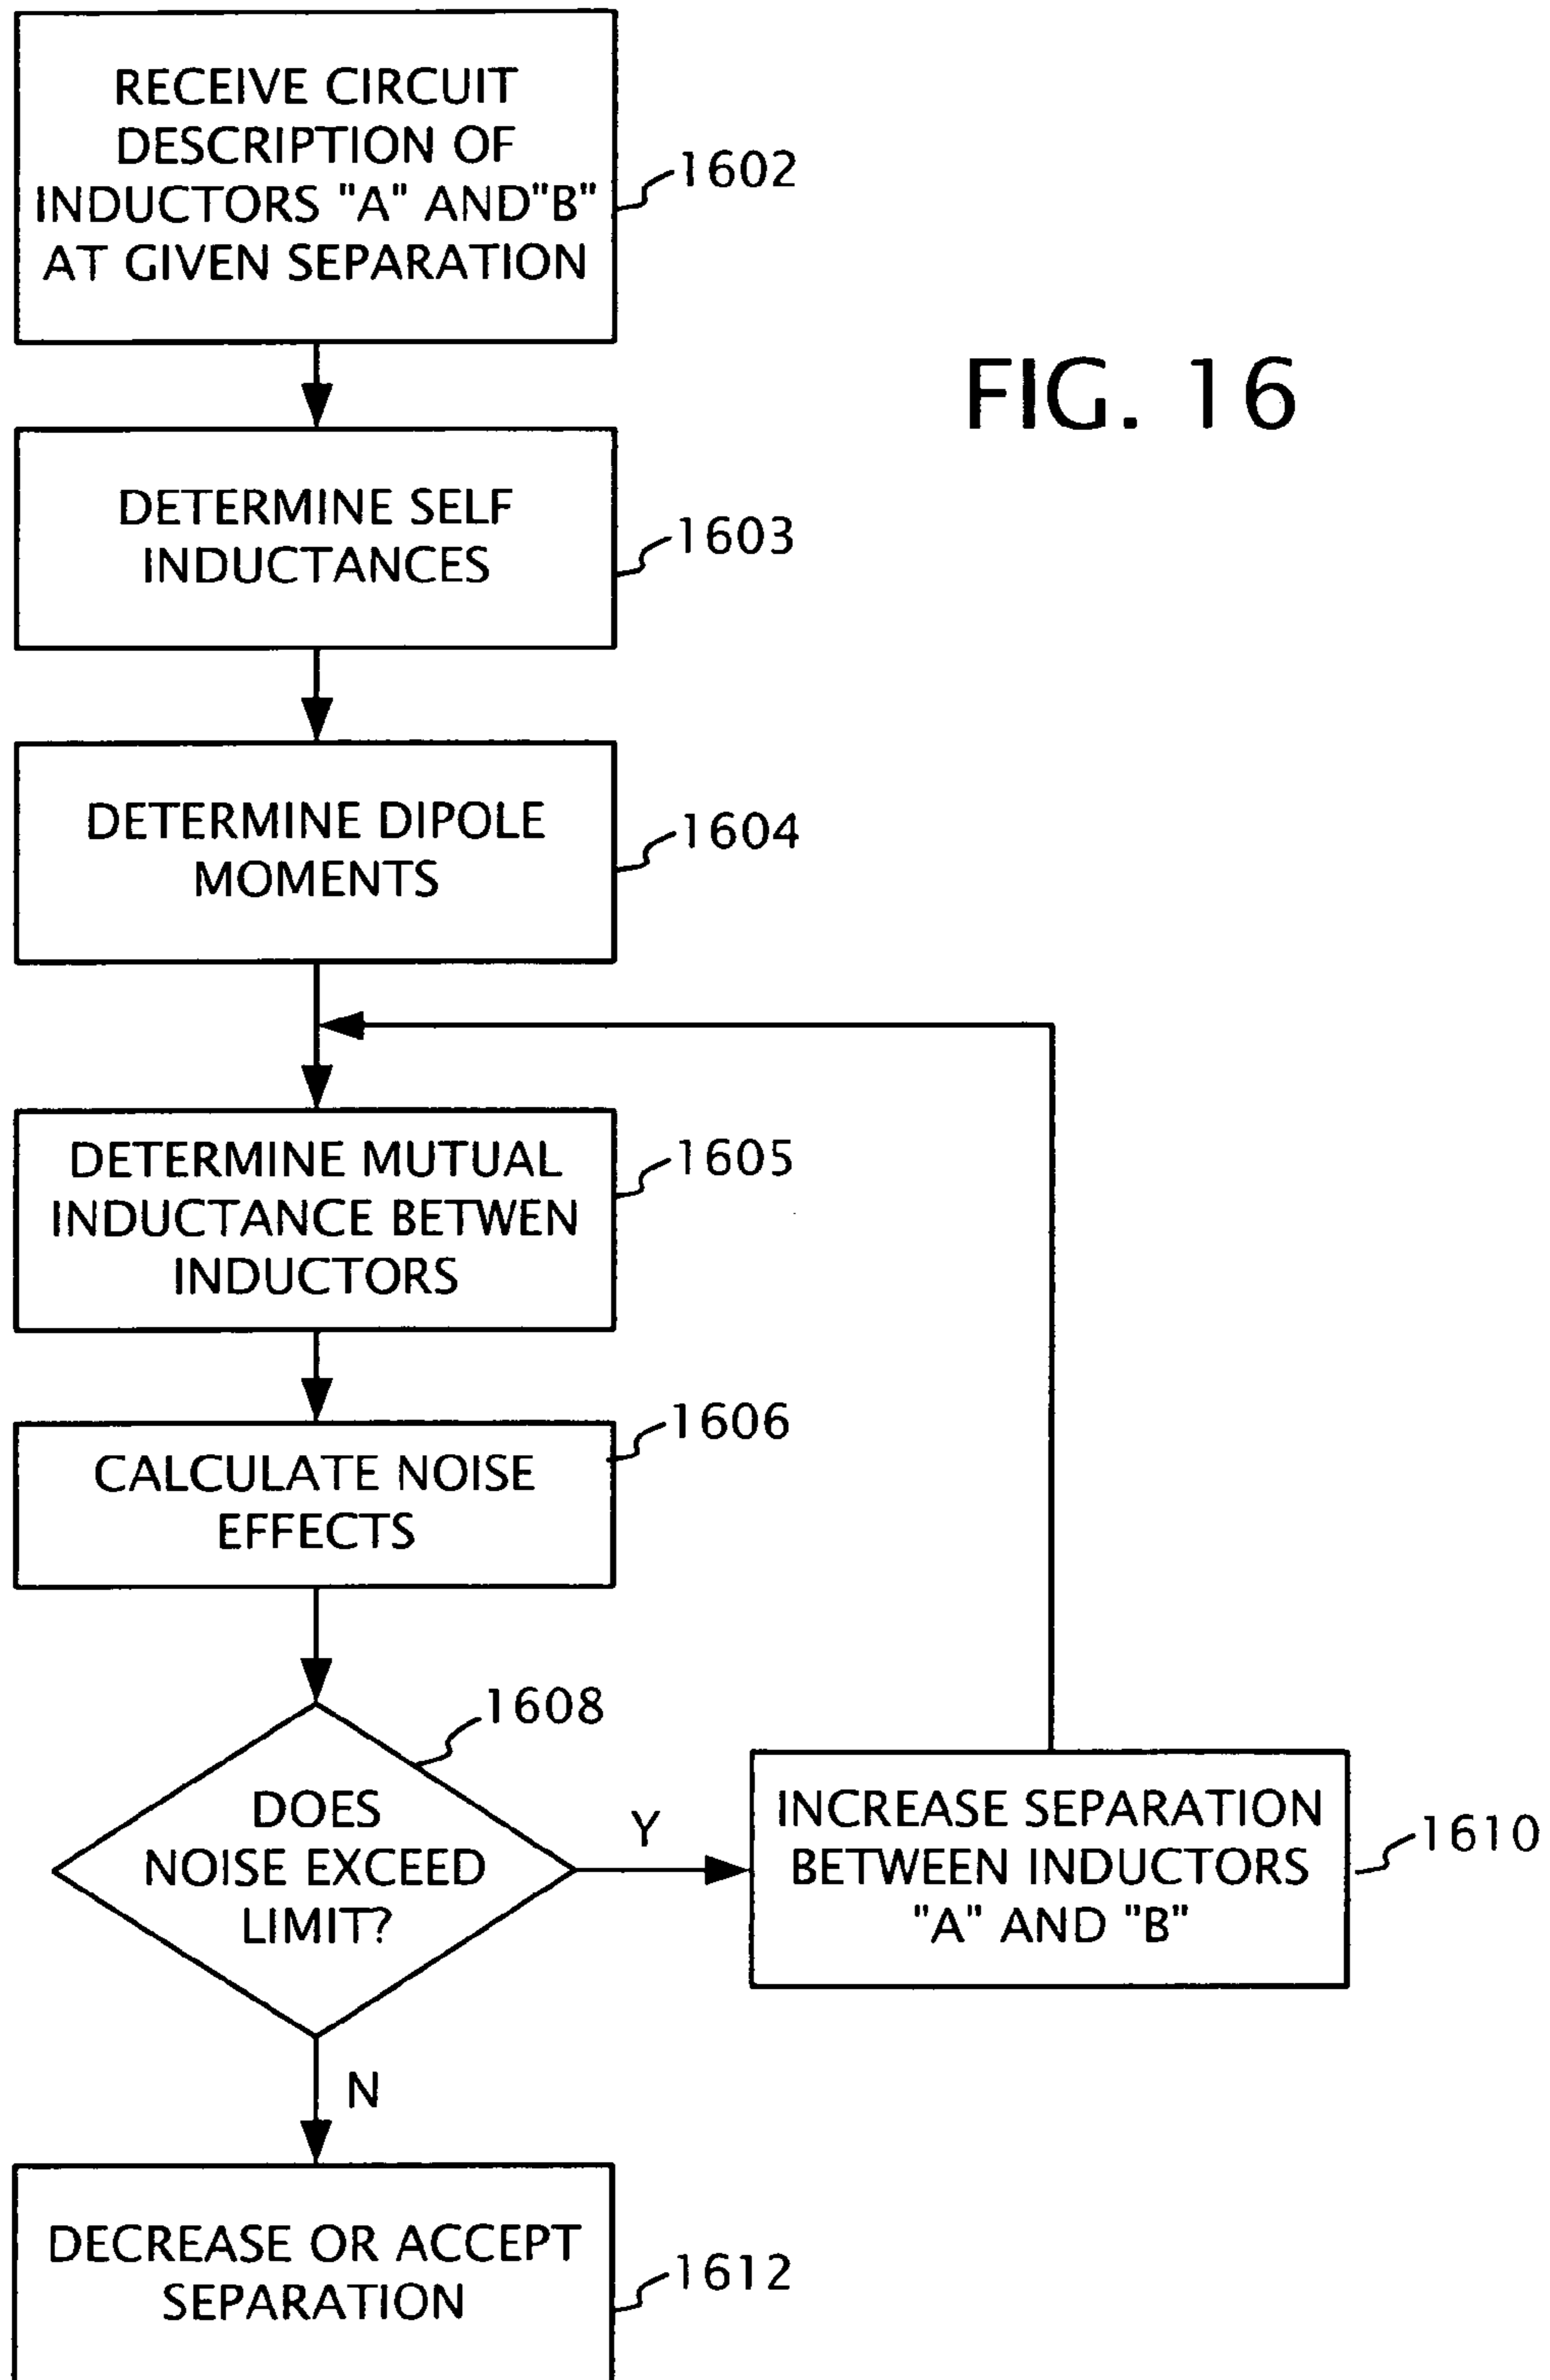 RECEIVE CIRCUIT
DESCRIPTION OF
INDUCTORS "A" AND"B"
AT GIVEN SEPARATION
1602
FIG. 16
DETERMINE SELF
INDUCTANCES
1603
DETERMINE DIPOLE
MOMENTS
1604
DETERMINE MUTUAL
INDUCTANCE BETWEN
INDUCTORS
1605
CALCULATE NOISE
EFFECTS
1606
DOES
NOISE EXCEED
LIMIT?
1608
Y
INCREASE SEPARATION
BETWEEN INDUCTORS
"A" AND "B"
1610
N
DECREASE OR ACCEPT
SEPARATION
1612